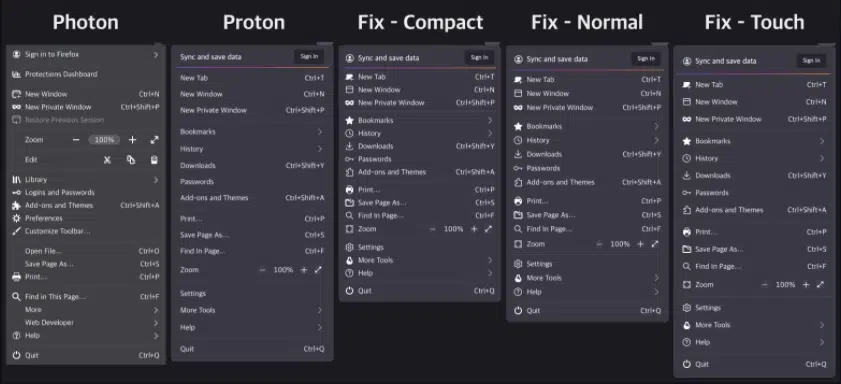 Photon
Sign in to Firefox
Protections Dashboard
New Window Ctrl+N
New Private Window Ctrl+Shift+P
Restore Previous Session
Zoom − 100% +
Edit
Library
Logins and Passwords
Add-ons and Themes Ctrl+Shift+A
Preferences
Customize Toolbar...
Open File... Ctrl+O
Save Page As... Ctrl+S
Print... Ctrl+P
Find in This Page... Ctrl+F
More
Web Developer
Help
Quit Ctrl+Q
Proton
Sync and save data Sign In
New Tab Ctrl+T
New Window Ctrl+N
New Private Window Ctrl+Shift+P
Bookmarks
History
Downloads Ctrl+Shift+Y
Passwords
Add-ons and Themes Ctrl+Shift+A
Print... Ctrl+P
Save Page As... Ctrl+S
Find In Page... Ctrl+F
Zoom − 100% +
Settings
More Tools
Help
Quit Ctrl+Q
Fix - Compact
Sync and save data Sign In
New Tab Ctrl+T
New Window Ctrl+N
New Private Window Ctrl+Shift+P
Bookmarks
History
Downloads Ctrl+Shift+Y
Passwords
Add-ons and Themes Ctrl+Shift+A
Print... Ctrl+P
Save Page As... Ctrl+S
Find In Page... Ctrl+F
Zoom − 100% +
Settings
More Tools
Help
Quit Ctrl+Q
Fix - Normal
Sync and save data Sign In
New Tab Ctrl+T
New Window Ctrl+N
New Private Window Ctrl+Shift+P
Bookmarks
History
Downloads Ctrl+Shift+Y
Passwords
Add-ons and Themes Ctrl+Shift+A
Print... Ctrl+P
Save Page As... Ctrl+S
Find In Page... Ctrl+F
Zoom − 100% +
Settings
More Tools
Help
Quit Ctrl+Q
Fix - Touch
Sync and save data Sign In
New Tab Ctrl+T
New Window Ctrl+N
New Private Window Ctrl+Shift+P
Bookmarks
History
Downloads Ctrl+Shift+Y
Passwords
Add-ons and Themes Ctrl+Shift+A
Print... Ctrl+P
Save Page As... Ctrl+S
Find In Page... Ctrl+F
Zoom − 100% +
Settings
More Tools
Help
Quit Ctrl+Q